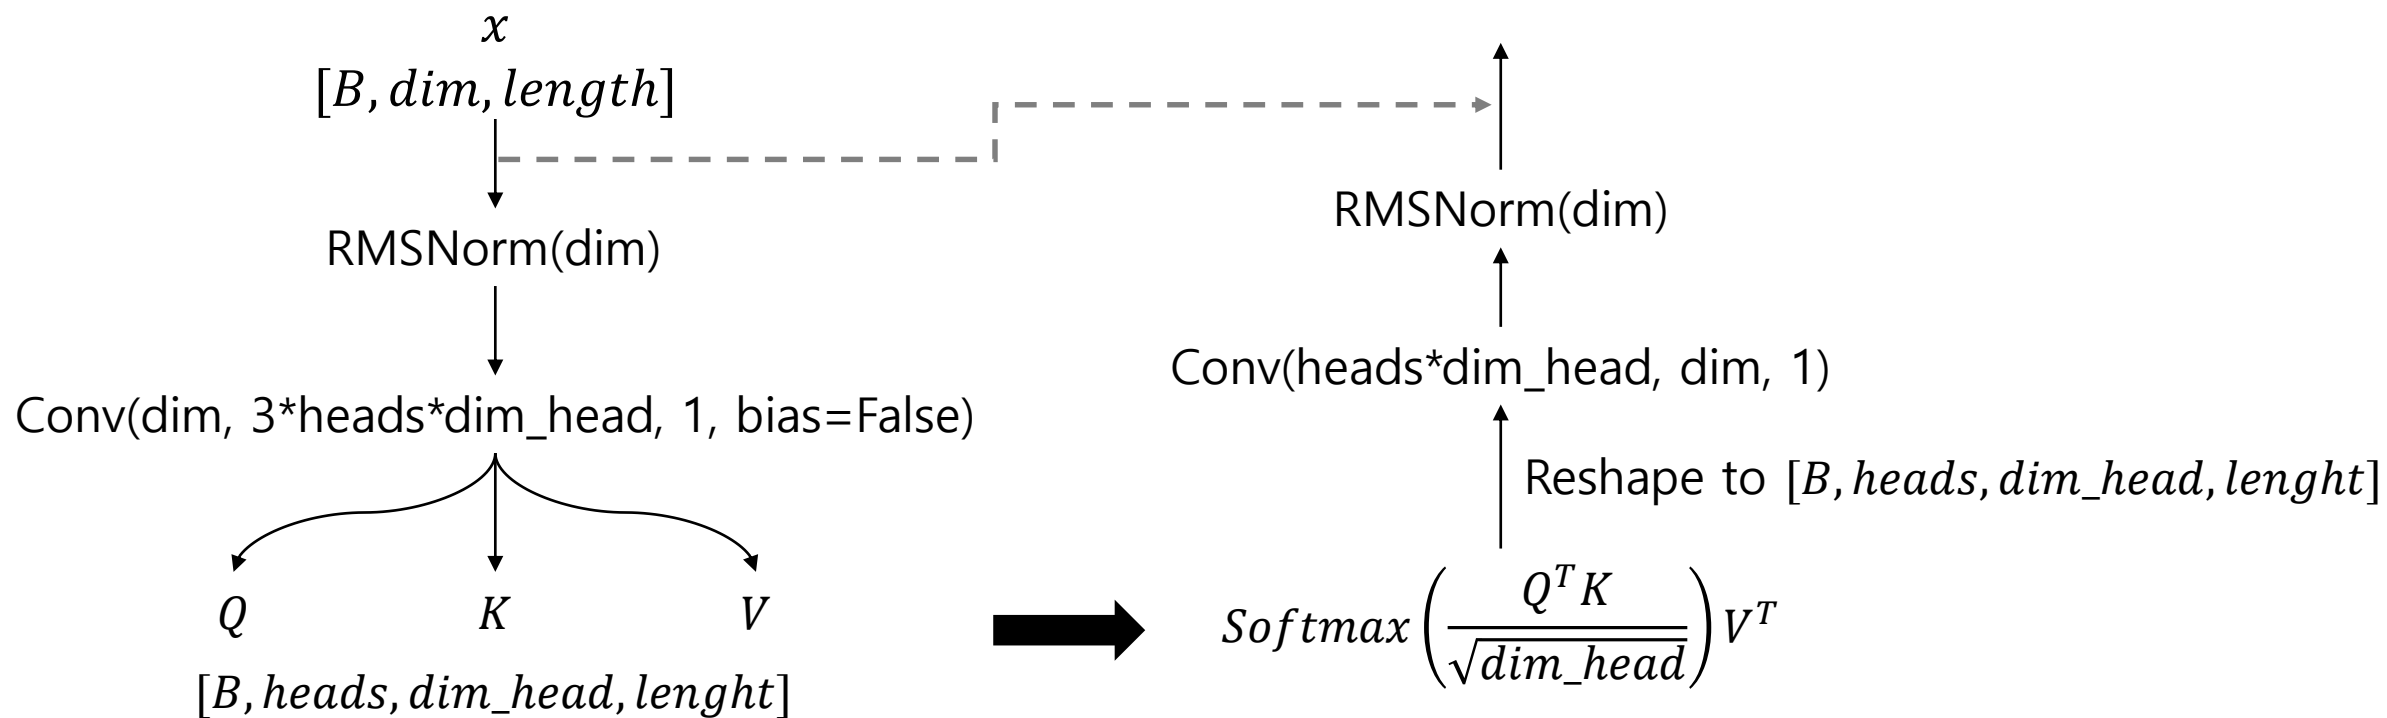 x
[B, dim, length]
RMSNorm(dim)
Conv(dim, 3*heads*dim_head, 1, bias=False)
Q K V
[B, heads, dim_head, lenght]
RMSNorm(dim)
Conv(heads*dim_head, dim, 1)
Reshape to [B, heads, dim_head, lenght]
Softmax(Q^T K / √dim_head) V^T